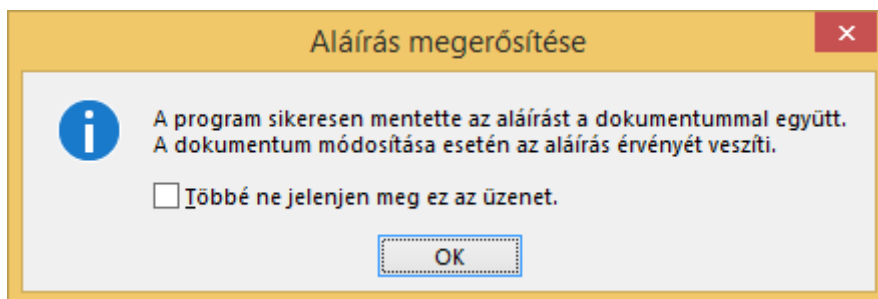 Aláírás megerősítése
A program sikeresen mentette az aláírást a dokumentummal együtt.
A dokumentum módosítása esetén az aláírás érvényét veszíti.
Többé ne jelenjen meg ez az üzenet.
OK